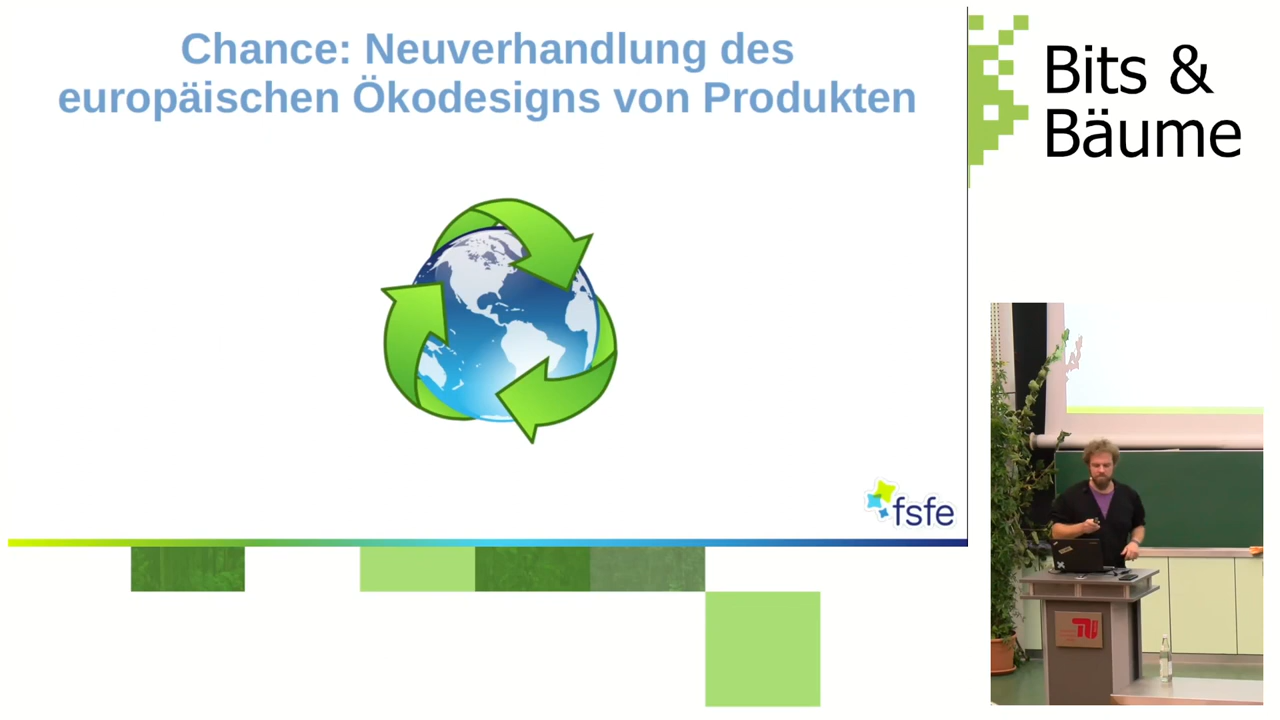 Chance: Neuverhandlung des
europäischen Ökodesigns von Produkten
fsfe
Bits &
Bäume